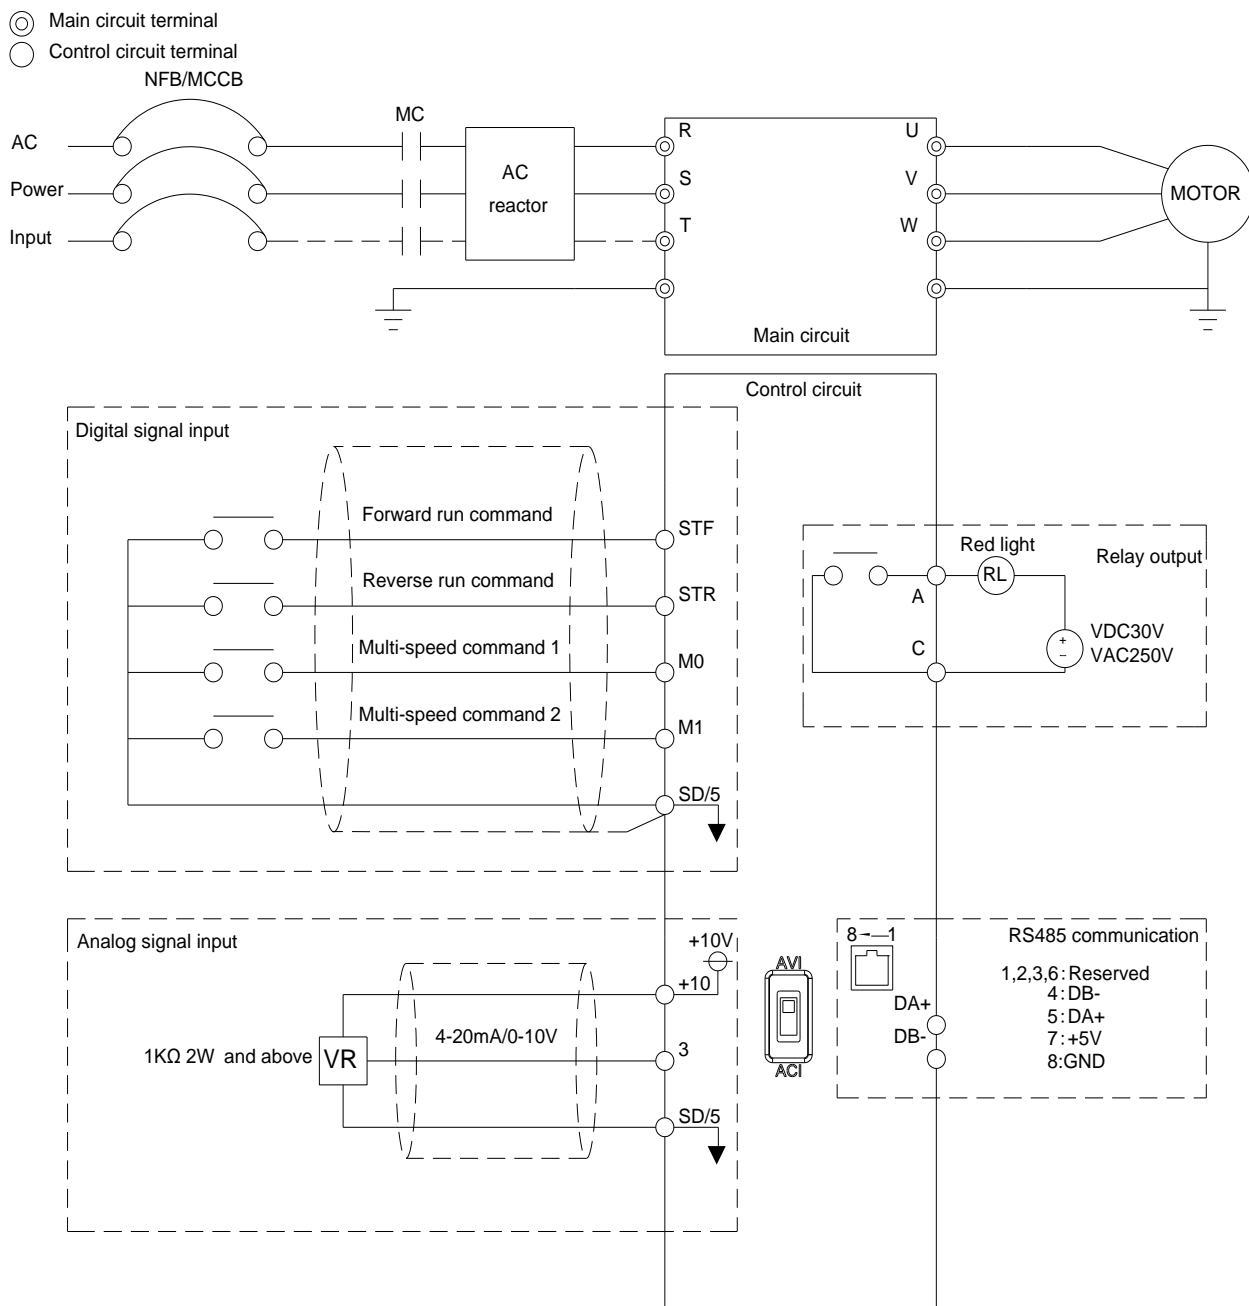 Main circuit terminal
Control circuit terminal
NFB/MCCB
MC
AC
Power
Input
AC
reactor
R
S
T
U
V
W
MOTOR
Main circuit
Control circuit
Digital signal input
Forward run command
STF
Reverse run command
STR
Multi-speed command 1
M0
Multi-speed command 2
M1
SD/5
Red light
RL
Relay output
A
C
+
–
VDC30V
VAC250V
Analog signal input
+10V
+10
4-20mA/0-10V
3
1KΩ 2W and above
VR
SD/5
AVI
ACI
8 1
RS485 communication
DA+
DB-
1,2,3,6:Reserved
4:DB-
5:DA+
7:+5V
8:GND